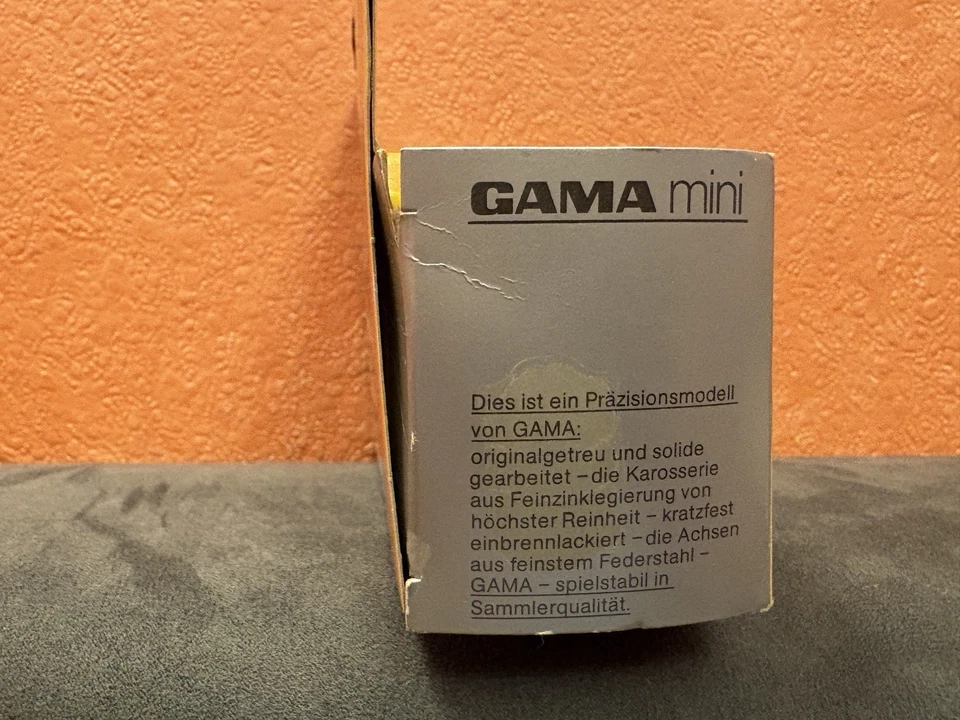 GAMA mini
Dies ist ein Präzisionsmodell
von GAMA:
originalgetreu und solide
gearbeitet – die Karosserie
aus Feinzinklegierung von
höchster Reinheit – kratzfest
einbrennlackiert – die Achsen
aus feinstem Federstahl –
GAMA – spielstabil in
Sammlerqualität.